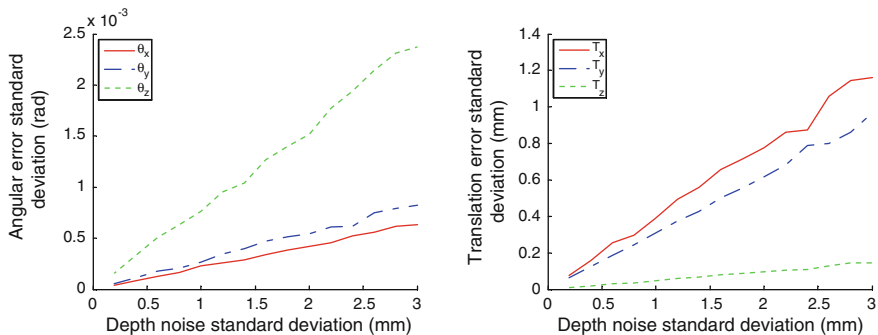 x 10⁻³
2.5
2
1.5
1
0.5
0
θx
θy
θz
Angular error standard
deviation (rad)
0 0.5 1 1.5 2 2.5 3
Depth noise standard deviation (mm)
1.4
1.2
1
0.8
0.6
0.4
0.2
0
Tx
Ty
Tz
Translation error standard
deviation (mm)
0 0.5 1 1.5 2 2.5 3
Depth noise standard deviation (mm)